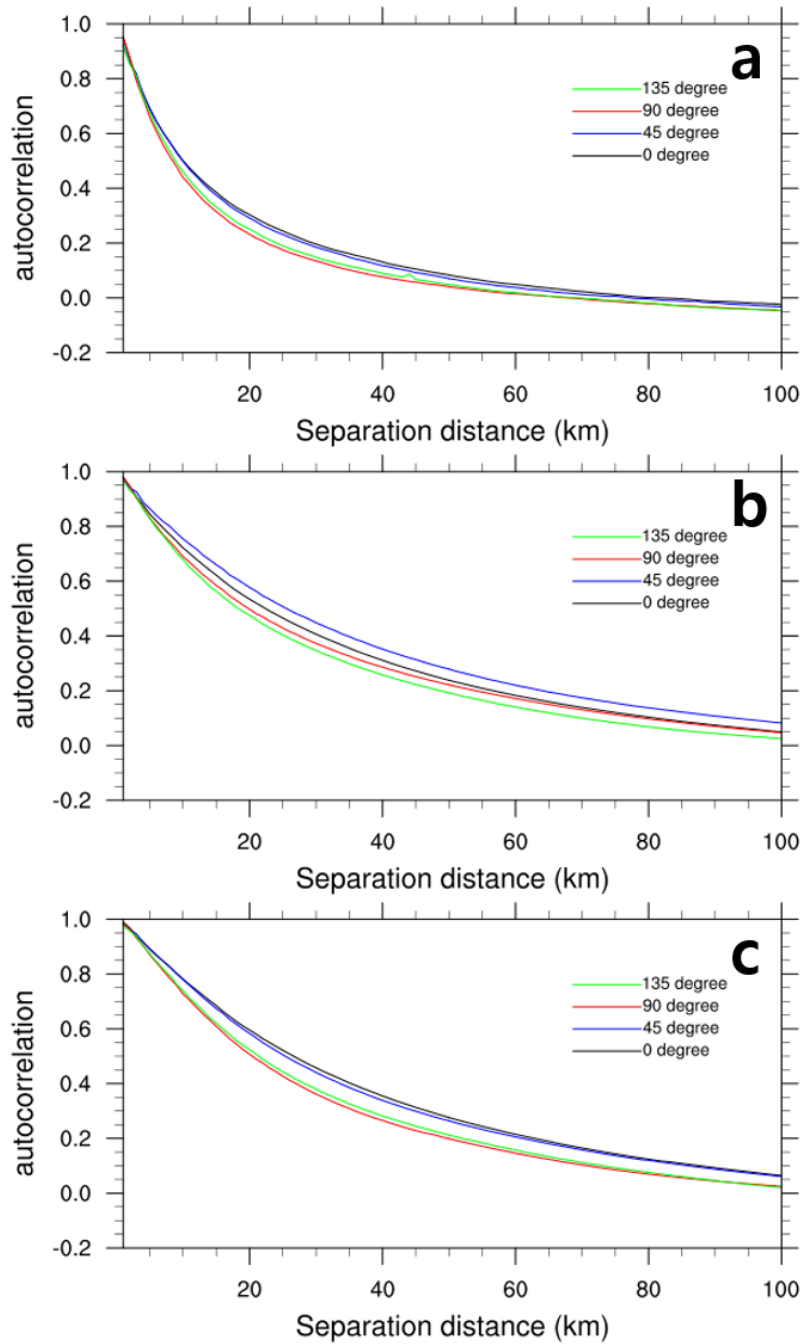 a
1.0
0.8
0.6
0.4
0.2
0.0
-0.2
autocorrelation
135 degree
90 degree
45 degree
0 degree
20 40 60 80 100
Separation distance (km)
b
1.0
0.8
0.6
0.4
0.2
0.0
-0.2
autocorrelation
135 degree
90 degree
45 degree
0 degree
20 40 60 80 100
Separation distance (km)
c
1.0
0.8
0.6
0.4
0.2
0.0
-0.2
autocorrelation
135 degree
90 degree
45 degree
0 degree
20 40 60 80 100
Separation distance (km)